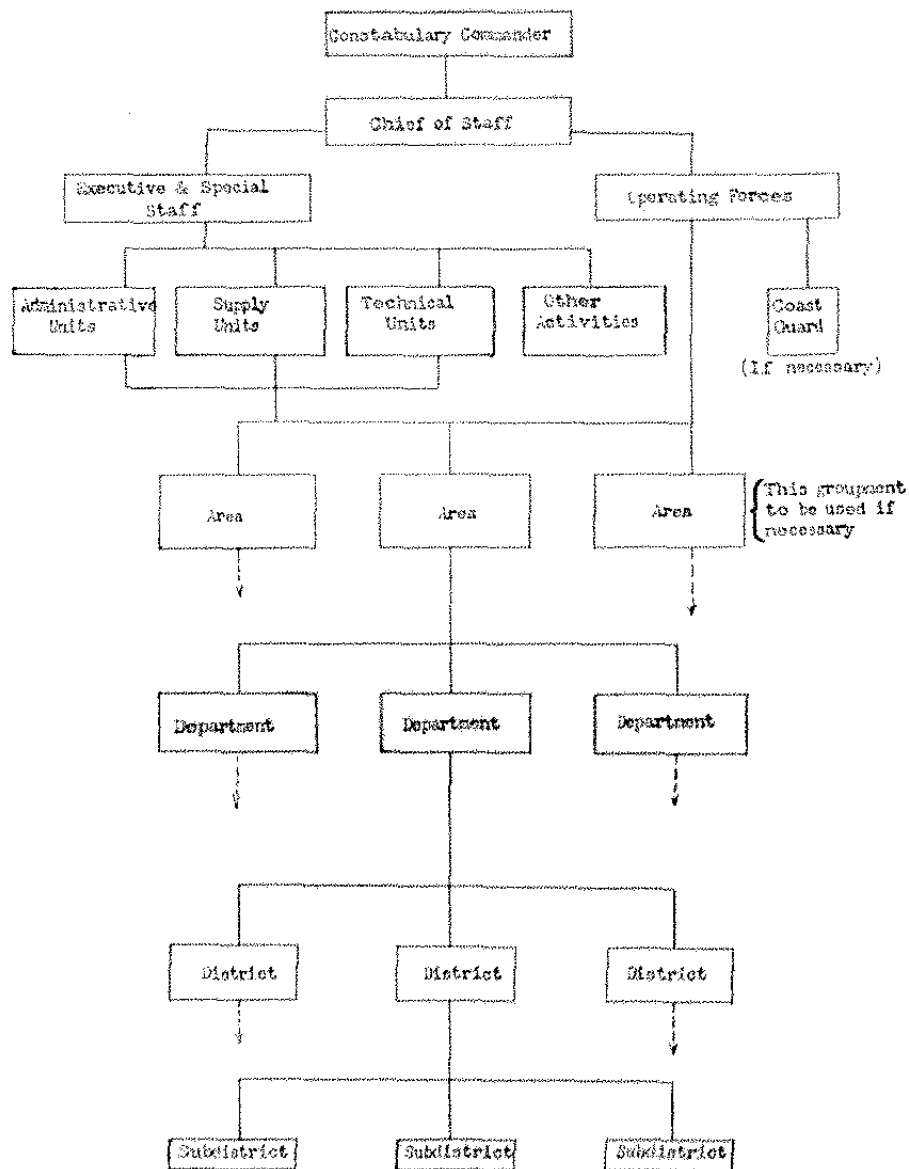 Constabulary Commander
Chief of Staff
Executive & Special
Staff
Operating Forces
Administrative
Units
Supply
Units
Technical
Units
Other
Activities
Coast
Guard
(If necessary)
Area
Area
Area
This groupment
to be used if
necessary
Department
Department
Department
District
District
District
Subdistrict
Subdistrict
Subdistrict